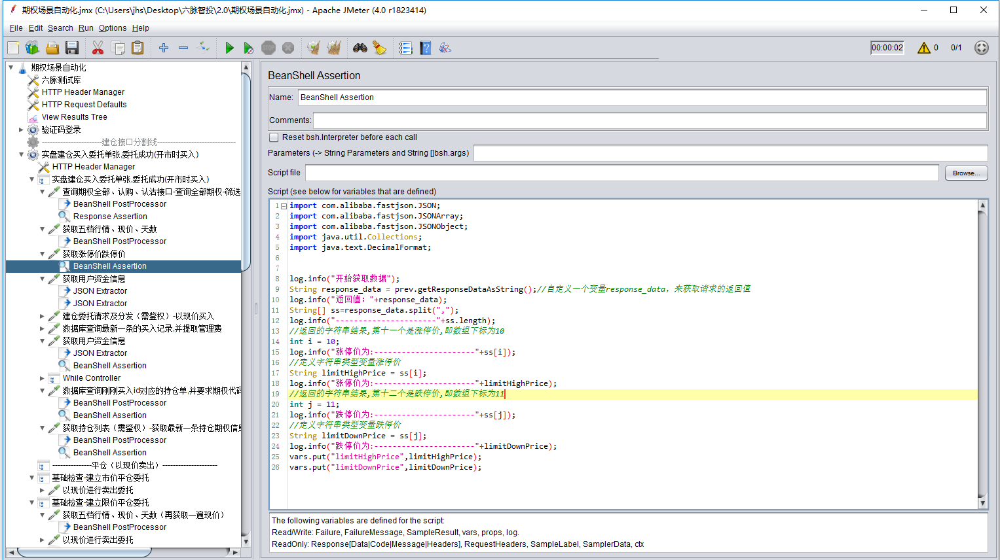 期权场景自动化.jmx (C:\Users\jhs\Desktop\六脉智投\2.0\期权场景自动化.jmx) - Apache JMeter (4.0 r1823414)
File Edit Search Run Options Help
00:00:02 0 0/1
期权场景自动化
六脉测试库
HTTP Header Manager
HTTP Request Defaults
View Results Tree
验证码登录
-----------------------建仓接口分割线------------------------------
实盘建仓买入委托单张,委托成功(开市时买入)
HTTP Header Manager
实盘建仓买入委托单张,委托成功(开市时买入)
查询期权全部、认购、认沽接口-查询全部期权-筛选
BeanShell PostProcessor
Response Assertion
获取五档行情、现价、天数
BeanShell PostProcessor
获取涨停价跌停价
BeanShell Assertion
获取用户资金信息
JSON Extractor
JSON Extractor
建仓委托请求及分发（需鉴权）-以现价买入
数据库查询最新一条的买入记录,并提取管理费
获取用户资金信息
JSON Extractor
BeanShell Assertion
While Controller
数据库查询刚刚买入id对应的持仓单,并要求期权代码
BeanShell PostProcessor
BeanShell Assertion
获取持仓列表（需鉴权）-获取最新一条持仓期权信息
BeanShell PostProcessor
BeanShell Assertion
---------------平仓（以现价卖出）---------------------
基础检查-建立市价平仓委托
以现价进行卖出委托
基础检查-建立限价平仓委托
获取五档行情、现价、天数（再获取一遍现价）
BeanShell PostProcessor
以现价进行卖出委托
BeanShell Assertion
Name: BeanShell Assertion
Comments:
Reset bsh.Interpreter before each call
Parameters (-> String Parameters and String []bsh.args)
Script file Browse...
Script (see below for variables that are defined)
1 import com.alibaba.fastjson.JSON;
2 import com.alibaba.fastjson.JSONArray;
3 import com.alibaba.fastjson.JSONObject;
4 import java.util.Collections;
5 import java.text.DecimalFormat;
6
7
8 log.info("开始获取数据");
9 String response_data = prev.getResponseDataAsString();//自定义一个变量response_data，来获取请求的返回值
10 log.info("返回值："+response_data);
11 String[] ss=response_data.split(",");
12 log.info("----------------------"+ss.length);
13 //返回的字符串结果,第十一个是涨停价,即数组下标为10
14 int i = 10;
15 log.info("涨停价为:----------------------"+ss[i]);
16 //定义字符串类型变量涨停价
17 String limitHighPrice = ss[i];
18 log.info("涨停价为:----------------------"+limitHighPrice);
19 //返回的字符串结果,第十二个是跌停价,即数组下标为11
20 int j = 11;
21 log.info("跌停价为:----------------------"+ss[j]);
22 //定义字符串类型变量跌停价
23 String limitDownPrice = ss[j];
24 log.info("跌停价为:----------------------"+limitDownPrice);
25 vars.put("limitHighPrice",limitHighPrice);
26 vars.put("limitDownPrice",limitDownPrice);
The following variables are defined for the script:
Read/Write: Failure, FailureMessage, SampleResult, vars, props, log.
ReadOnly: Response[Data|Code|Message|Headers], RequestHeaders, SampleLabel, SamplerData, ctx